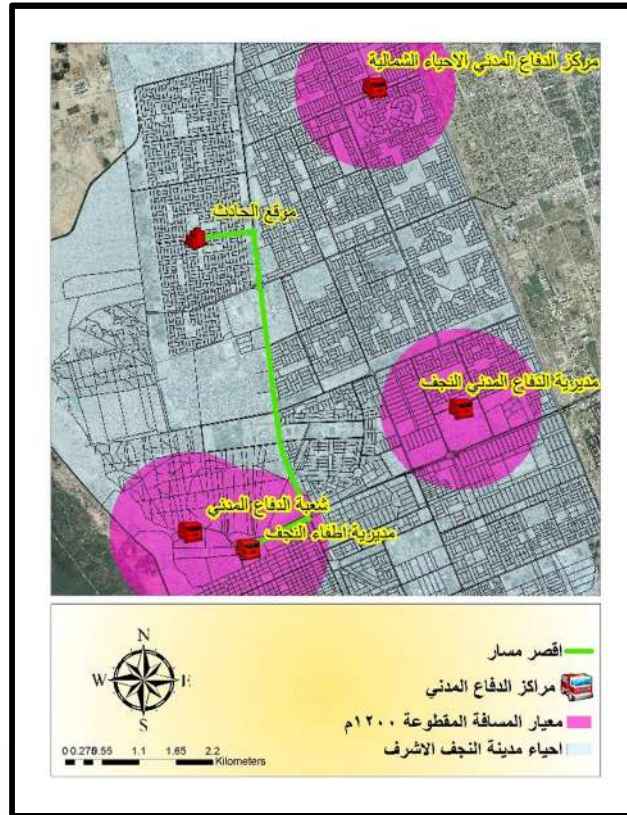 مركز الدفاع المدني الاحياء الشمالية
موقع الحادث
مديرية الدفاع المدني النجف
شعبة الدفاع المدني
مديرية اطفاء النجف
اقصر مسار
مراكز الدفاع المدني
معيار المسافة المقطوعة ١٢٠٠م
احياء مدينة النجف الاشرف
N
W E
S
0 0.275 0.55 1.1 1.65 2.2
Kilometers